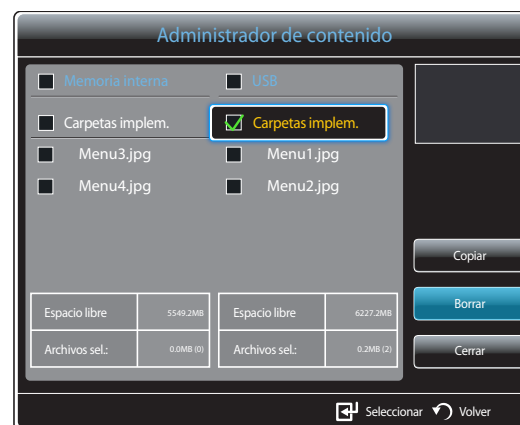 Administrador de contenido
Memoria interna USB
Carpetas implem. Carpetas implem.
Menu3.jpg Menu1.jpg
Menu4.jpg Menu2.jpg
Copiar
Espacio libre 5549.2MB Espacio libre 6227.2MB Borrar
Archivos sel.: 0.0MB (0) Archivos sel.: 0.2MB (2) Cerrar
Seleccionar Volver